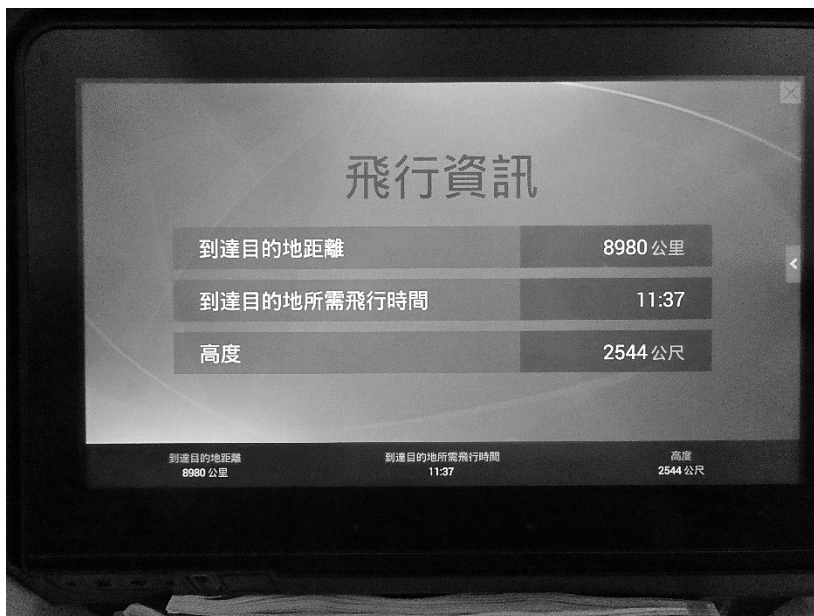 飛行資訊
到達目的地距離 8980 公里
到達目的地所需飛行時間 11:37
高度 2544 公尺
到達目的地距離 到達目的地所需飛行時間 高度
8980 公里 11:37 2544 公尺